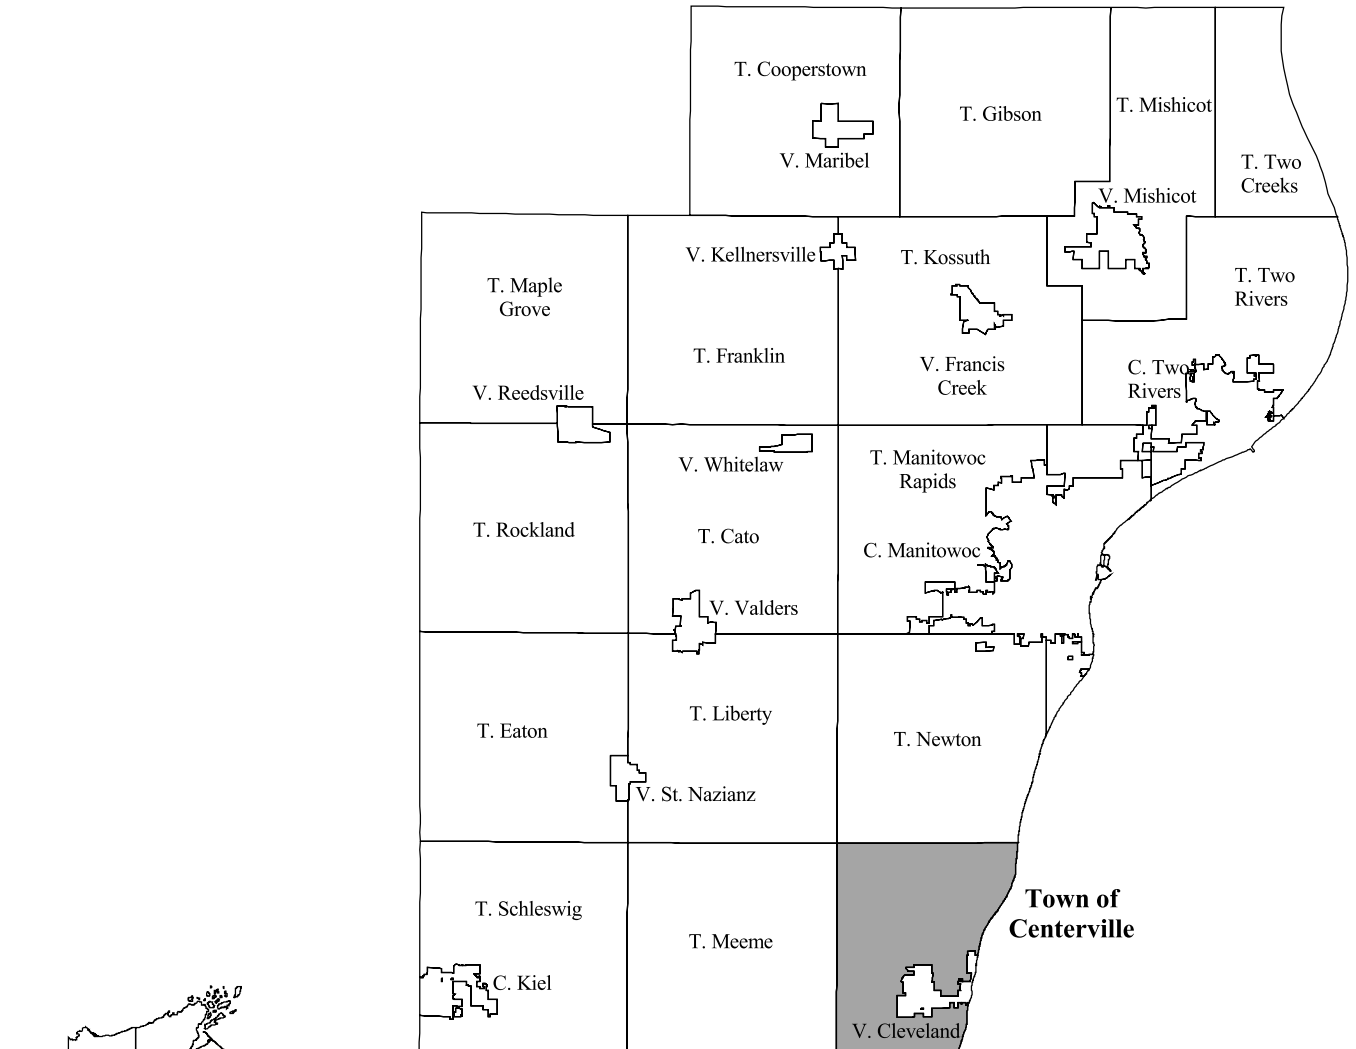 T. Cooperstown
V. Maribel
T. Gibson
T. Mishicot
V. Mishicot
T. Two
Creeks
T. Maple
Grove
V. Reedsville
V. Kellnersville
T. Franklin
T. Kossuth
V. Francis
Creek
T. Two
Rivers
C. Two
Rivers
T. Rockland
V. Whitelaw
T. Cato
V. Valders
T. Manitowoc
Rapids
C. Manitowoc
T. Eaton
T. Liberty
V. St. Nazianz
T. Newton
T. Schleswig
C. Kiel
T. Meeme
Town of
Centerville
V. Cleveland